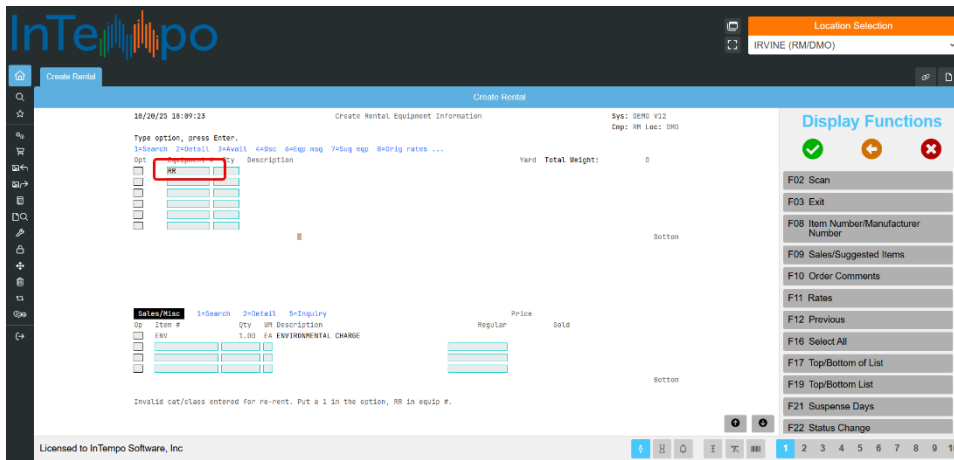 InTempo
Location Selection
IRVINE (RM/DMO)
Create Rental
Create Rental
10/20/25 18:09:23 Create Rental Equipment Information Sys: DEMO V12
Cmp: RM Loc: DMO
Type option, press Enter.
1=Search 2=Detail 3=Avail 6=Dsc 6=Eqp msg 7=Sug eqp 8=Orig rates ...
Opt Equipment # Qty Description Yard Total Weight: 0
RR
Bottom
Sales/Misc 1=Search 2=Detail 5=Inquiry Price
Op Item # Qty UM Description Regular Sold
ENV 1.00 EA ENVIRONMENTAL CHARGE
Bottom
Invalid cat/class entered for re-rent. Put a 1 in the option, RR in equip #.
Display Functions
F02 Scan
F03 Exit
F08 Item Number/Manufacturer
Number
F09 Sales/Suggested Items
F10 Order Comments
F11 Rates
F12 Previous
F16 Select All
F17 Top/Bottom of List
F19 Top/Bottom List
F21 Suspense Days
F22 Status Change
Licensed to InTempo Software, Inc
1 2 3 4 5 6 7 8 9